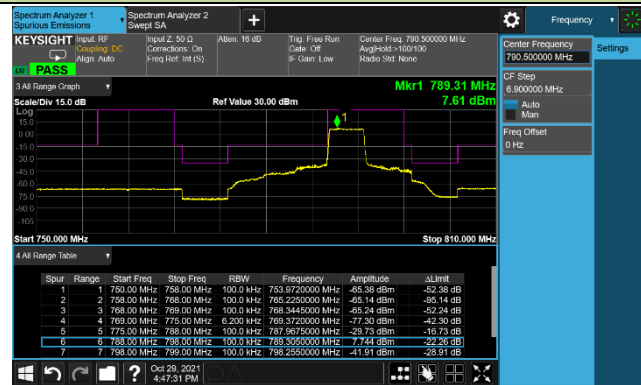 Spectrum Analyzer 1
Spurious Emissions
Spectrum Analyzer 2
Swept SA
+
Frequency
KEYSIGHT
Input: RF
Coupling: DC
Align: Auto
Input Z: 50 Ω
Corrections: On
Freq Ref: Int (S)
Atten: 16 dB
Trig: Free Run
Gate: Off
IF Gain: Low
Center Freq: 790.500000 MHz
Avg|Hold:>100/100
Radio Std: None
PASS
Center Frequency
790.500000 MHz
Settings
CF Step
6.900000 MHz
Auto
Man
Freq Offset
0 Hz
3 All Range Graph
Mkr1 789.31 MHz
Scale/Div 15.0 dB
Ref Value 30.00 dBm
7.61 dBm
Log
15.0
0.00
-15.0
-30.0
-45.0
-60.0
-75.0
-90.0
-105
1
Start 750.000 MHz
Stop 810.000 MHz
4 All Range Table
Spur Range Start Freq Stop Freq RBW Frequency Amplitude ΔLimit
1 1 750.00 MHz 758.00 MHz 100.0 kHz 753.9720000 MHz -65.38 dBm -52.38 dB
2 2 758.00 MHz 768.00 MHz 100.0 kHz 765.2250000 MHz -65.14 dBm -95.14 dB
3 3 768.00 MHz 769.00 MHz 100.0 kHz 768.3445000 MHz -65.24 dBm -52.24 dB
4 4 769.00 MHz 775.00 MHz 6.200 kHz 769.3720000 MHz -77.30 dBm -42.30 dB
5 5 775.00 MHz 788.00 MHz 100.0 kHz 787.9675000 MHz -29.73 dBm -16.73 dB
6 6 788.00 MHz 798.00 MHz 100.0 kHz 789.3050000 MHz 7.744 dBm -22.26 dB
7 7 798.00 MHz 799.00 MHz 100.0 kHz 798.2550000 MHz -41.91 dBm -28.91 dB
?
Oct 29, 2021
4:47:31 PM